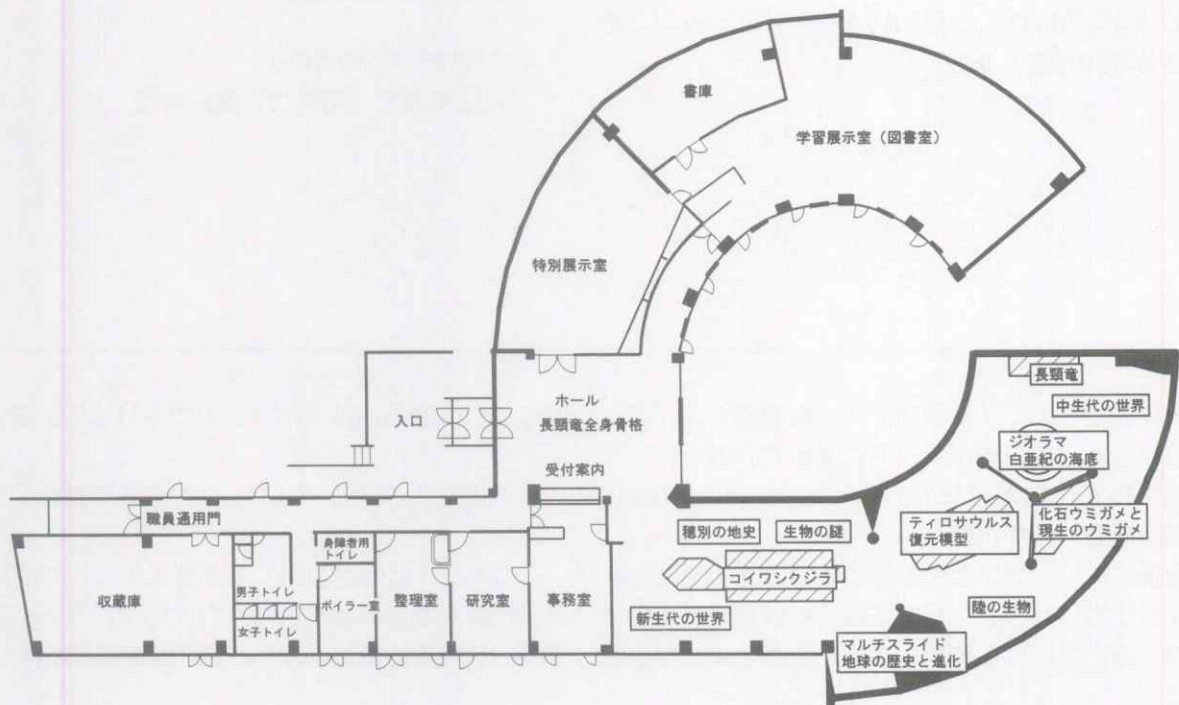 書庫
学習展示室（図書室）
特別展示室
入口
ホール
長頸竜全身骨格
受付案内
長頸竜
中生代の世界
ジオラマ
白亜紀の海底
化石ウミガメと
現生のウミガメ
ティロサウルス
復元模型
穂別の地史
生物の謎
コイワシクジラ
新生代の世界
陸の生物
マルチスライド
地球の歴史と進化
職員通用門
収蔵庫
男子トイレ
女子トイレ
身障者用
トイレ
ボイラー室
整理室
研究室
事務室